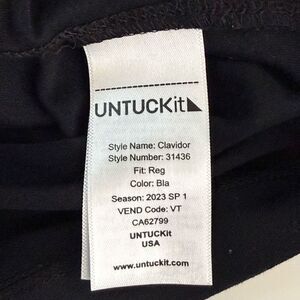 UNTUCKit
Style Name: Clavidor
Style Number: 31436
Fit: Reg
Color: Bla
Season: 2023 SP 1
VEND Code: VT
CA62799
UNTUCKit
USA
www.untuckit.com